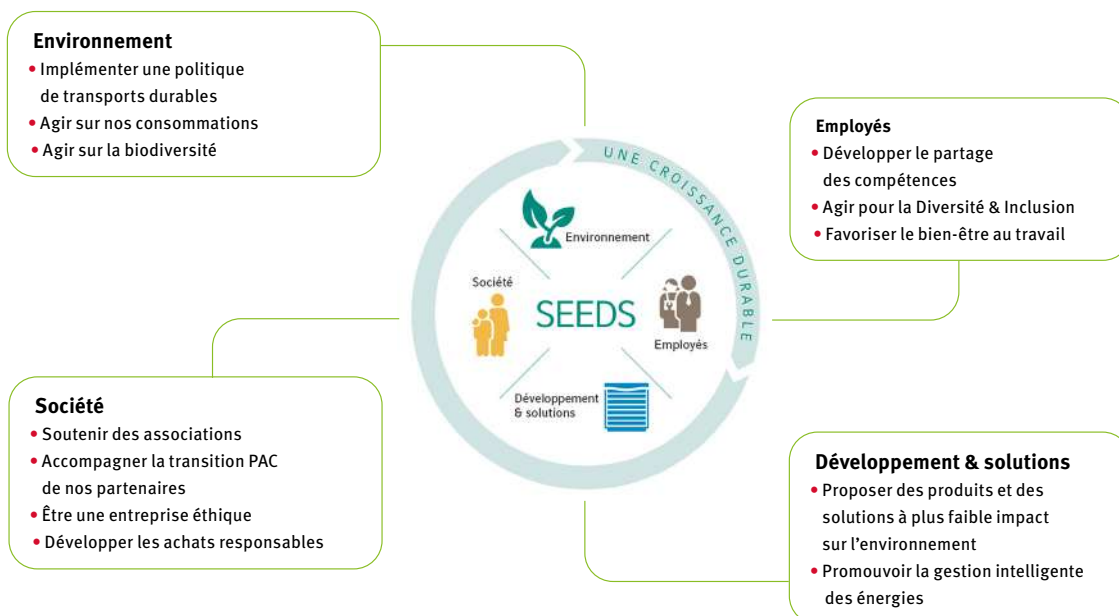 Environnement
• Implémenter une politique
de transports durables
• Agir sur nos consommations
• Agir sur la biodiversité
Employés
• Développer le partage
des compétences
• Agir pour la Diversité & Inclusion
• Favoriser le bien-être au travail
UNE CROISSANCE DURABLE
Environnement
Société
SEEDS
Employés
Développement
& solutions
Société
• Soutenir des associations
• Accompagner la transition PAC
de nos partenaires
• Être une entreprise éthique
• Développer les achats responsables
Développement & solutions
• Proposer des produits et des
solutions à plus faible impact
sur l’environnement
• Promouvoir la gestion intelligente
des énergies